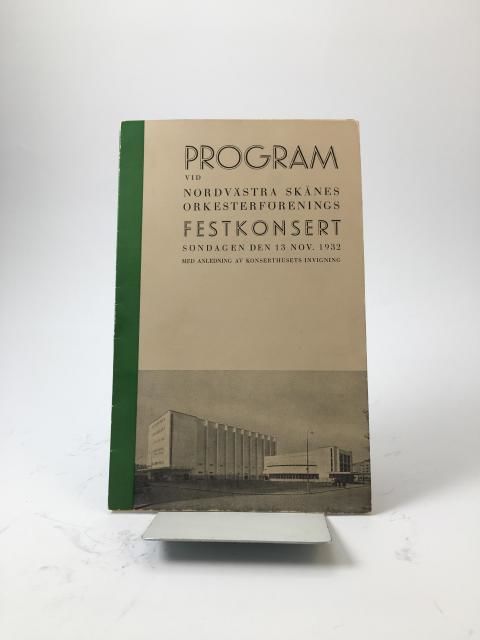 PROGRAM
VID
NORDVÄSTRA SKÅNES
ORKESTERFÖRENINGS
FESTKONSERT
SÖNDAGEN DEN 13 NOV. 1932
MED ANLEDNING AV KONSERTHUSETS INVIGNING